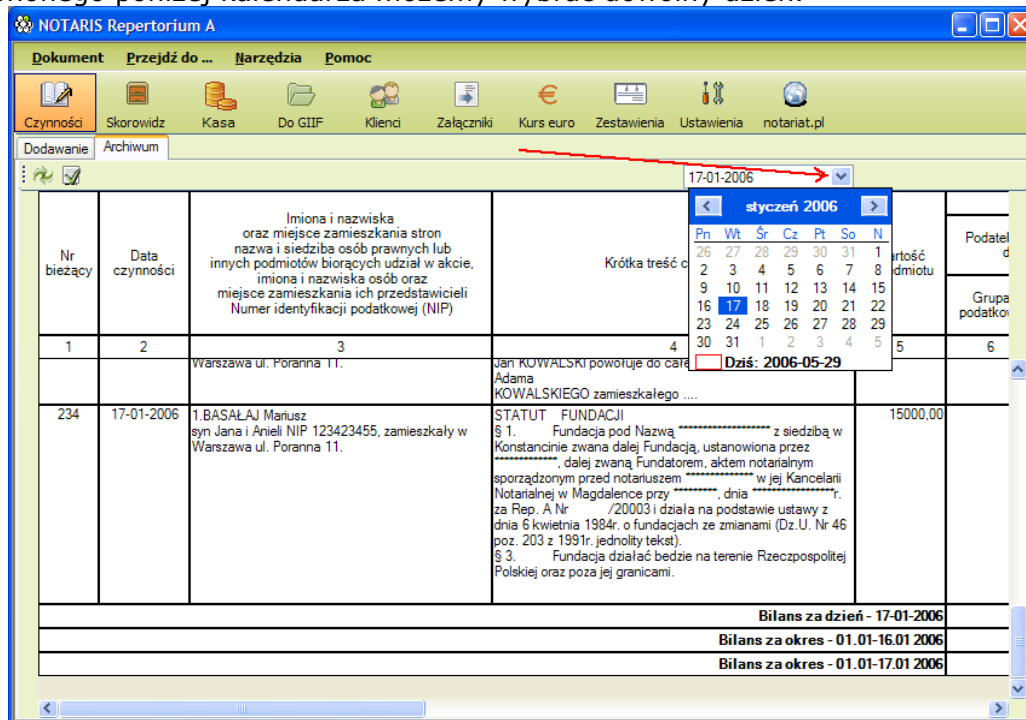 poniżej kalendarza możemy wybrać dowolny dzień.
NOTARIS Repertorium A
Dokument Przejdź do ... Narzędzia Pomoc
Czynności Skorowidz Kasa Do GIIF Klienci Załączniki Kurs euro Zestawienia Ustawienia notariat.pl
Dodawanie Archiwum
17-01-2006
styczeń 2006
Pn Wt Śr Cz Pt So N
26 27 28 29 30 31 1
2 3 4 5 6 7 8
9 10 11 12 13 14 15
16 17 18 19 20 21 22
23 24 25 26 27 28 29
30 31 1 2 3 4 5
Dziś: 2006-05-29
Nr
bieżący
Data
czynności
Imiona i nazwiska
oraz miejsce zamieszkania stron
nazwa i siedziba osób prawnych lub
innych podmiotów biorących udział w akcie,
imiona i nazwiska osób oraz
miejsce zamieszkania ich przedstawicieli
Numer identyfikacji podatkowej (NIP)
Krótka treść
1 2 3 4 5 6
Warszawa ul. Poranna 11.
Jan KOWALSKI powołuje do
Adama
KOWALSKIEGO zamieszkałego ....
234
17-01-2006
1.BASAŁAJ Mariusz
syn Jana i Anieli NIP 123423455, zamieszkały w
Warszawa ul. Poranna 11.
STATUT FUNDACJI
§ 1. Fundacja pod Nazwą ******************** z siedzibą w
Konstancinie zwana dalej Fundacją, ustanowiona przez
**************, dalej zwaną Fundatorem, aktem notarialnym
sporządzonym przed notariuszem *************** w jej Kancelarii
Notarialnej w Magdalence przy **********, dnia ******************r.
za Rep. A Nr /20003 i działa na podstawie ustawy z
dnia 6 kwietnia 1984r. o fundacjach ze zmianami (Dz.U. Nr 46
poz. 203 z 1991r. jednolity tekst).
§ 3. Fundacja działać bedzie na terenie Rzeczpospolitej
Polskiej oraz poza jej granicami.
15000,00
Bilans za dzień - 17-01-2006
Bilans za okres - 01.01-16.01 2006
Bilans za okres - 01.01-17.01 2006